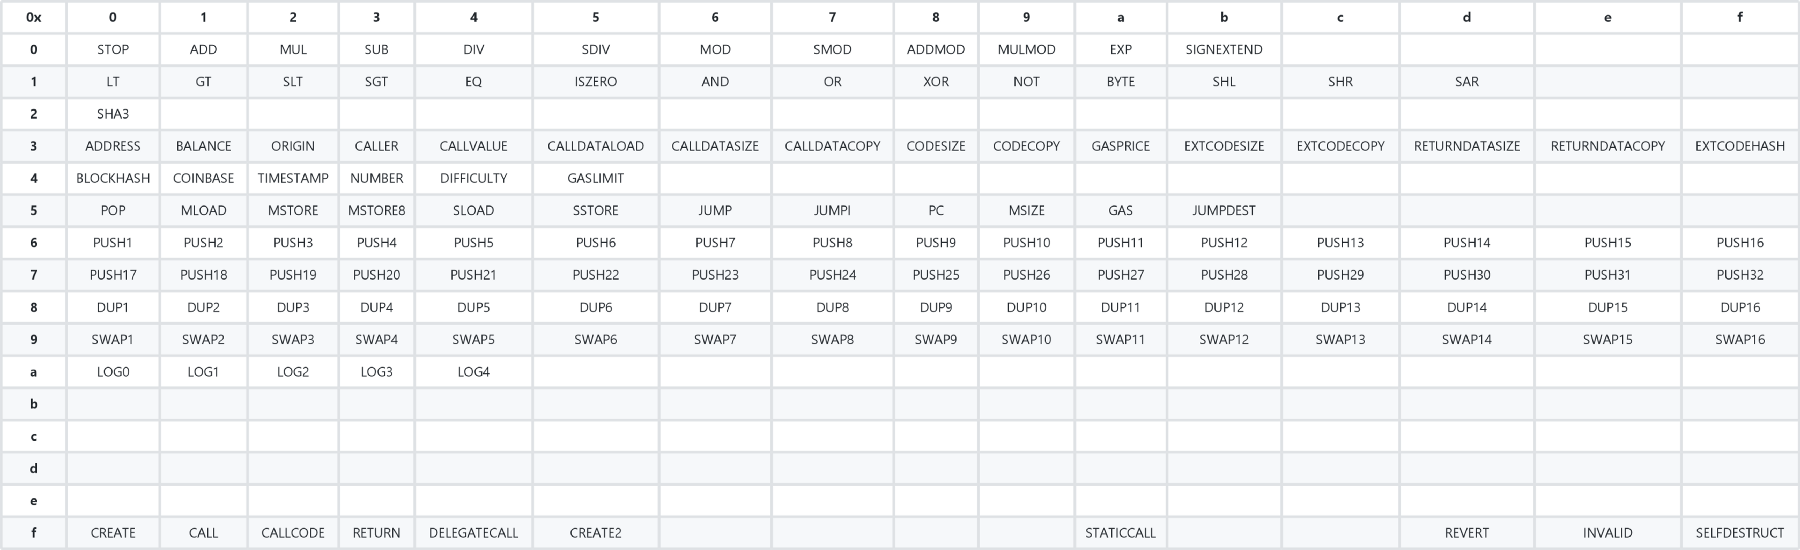 0x 0 1 2 3 4 5 6 7 8 9 a b c d e f
0 STOP ADD MUL SUB DIV SDIV MOD SMOD ADDMOD MULMOD EXP SIGNEXTEND
1 LT GT SLT SGT EQ ISZERO AND OR XOR NOT BYTE SHL SHR SAR
2 SHA3
3 ADDRESS BALANCE ORIGIN CALLER CALLVALUE CALLDATALOAD CALLDATASIZE CALLDATACOPY CODESIZE CODECOPY GASPRICE EXTCODESIZE EXTCODECOPY RETURNDATASIZE RETURNDATACOPY EXTCODEHASH
4 BLOCKHASH COINBASE TIMESTAMP NUMBER DIFFICULTY GASLIMIT
5 POP MLOAD MSTORE MSTORE8 SLOAD SSTORE JUMP JUMPI PC MSIZE GAS JUMPDEST
6 PUSH1 PUSH2 PUSH3 PUSH4 PUSH5 PUSH6 PUSH7 PUSH8 PUSH9 PUSH10 PUSH11 PUSH12 PUSH13 PUSH14 PUSH15 PUSH16
7 PUSH17 PUSH18 PUSH19 PUSH20 PUSH21 PUSH22 PUSH23 PUSH24 PUSH25 PUSH26 PUSH27 PUSH28 PUSH29 PUSH30 PUSH31 PUSH32
8 DUP1 DUP2 DUP3 DUP4 DUP5 DUP6 DUP7 DUP8 DUP9 DUP10 DUP11 DUP12 DUP13 DUP14 DUP15 DUP16
9 SWAP1 SWAP2 SWAP3 SWAP4 SWAP5 SWAP6 SWAP7 SWAP8 SWAP9 SWAP10 SWAP11 SWAP12 SWAP13 SWAP14 SWAP15 SWAP16
a LOG0 LOG1 LOG2 LOG3 LOG4
b
c
d
e
f CREATE CALL CALLCODE RETURN DELEGATECALL CREATE2 STATICCALL REVERT INVALID SELFDESTRUCT